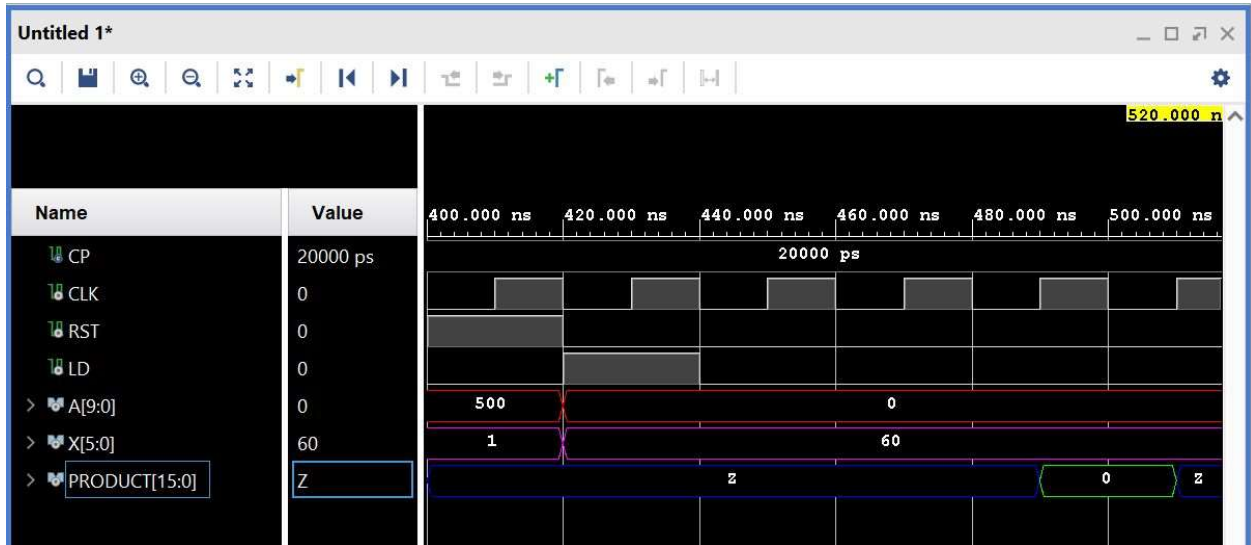 Untitled 1*
520.000 n
Name Value 400.000 ns 420.000 ns 440.000 ns 460.000 ns 480.000 ns 500.000 ns
CP 20000 ps 20000 ps
CLK 0
RST 0
LD 0
A[9:0] 0 500 0
X[5:0] 60 1 60
PRODUCT[15:0] Z Z 0 Z